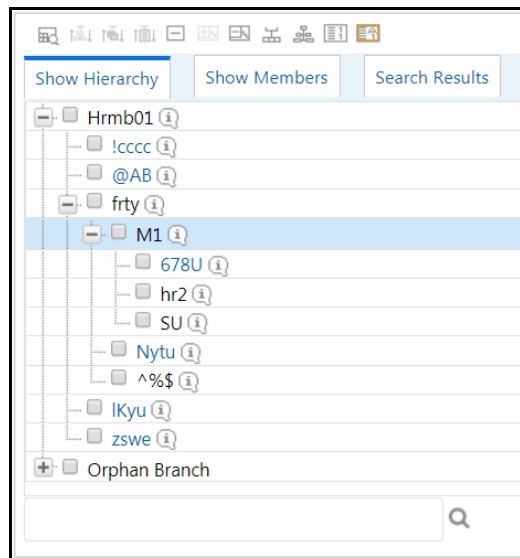 Show Hierarchy Show Members Search Results
Hrmb01
!cccc
@AB
frty
M1
678U
hr2
SU
Nytu
^%$
lKyu
zswe
Orphan Branch